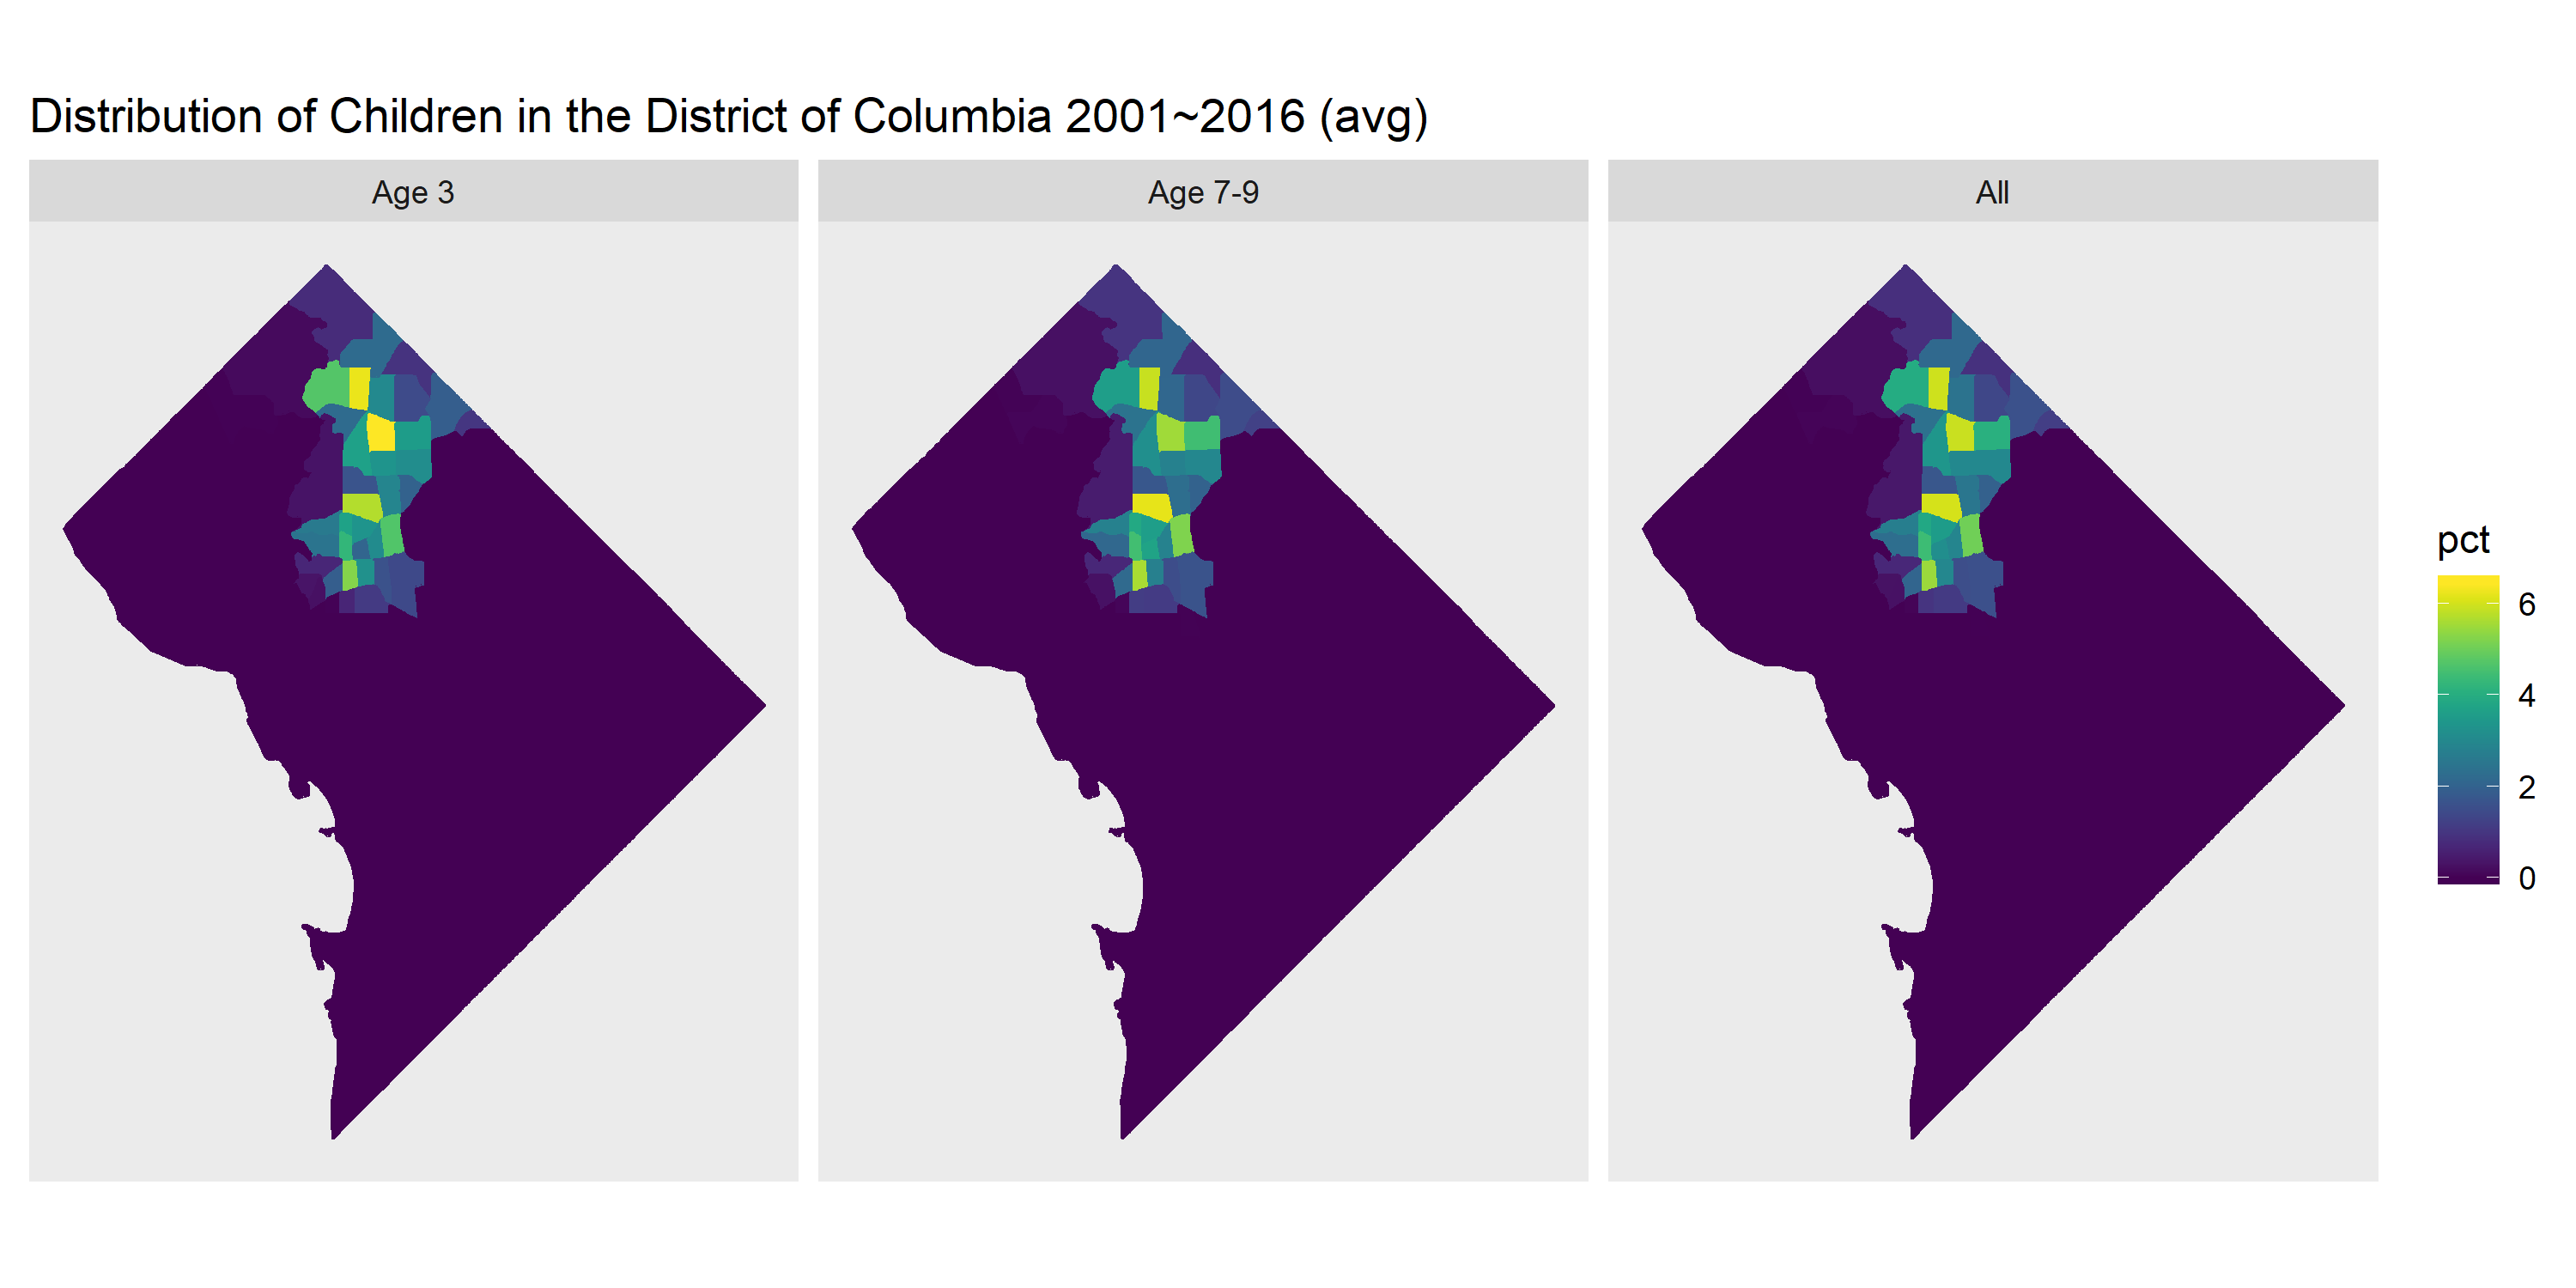 Distribution of Children in the District of Columbia 2001~2016 (avg)
Age 3
Age 7-9
All
pct
6
4
2
0